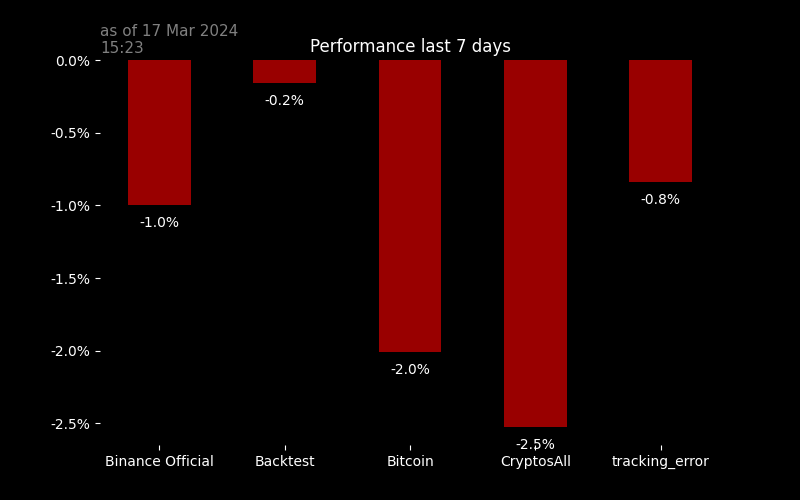 as of 17 Mar 2024
15:23
Performance last 7 days
0.0%
-0.5%
-1.0%
-1.5%
-2.0%
-2.5%
-1.0%
-0.2%
-2.0%
-2.5%
-0.8%
Binance Official
Backtest
Bitcoin
CryptosAll
tracking_error